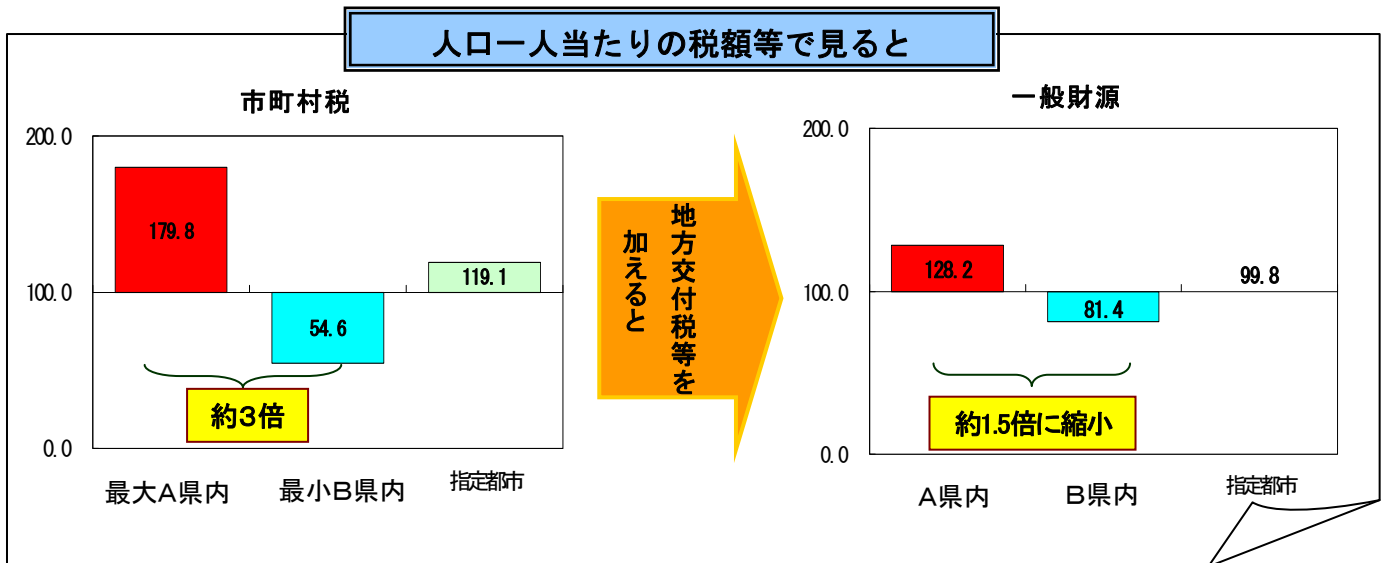 人口一人当たりの税額等で見ると
市町村税
200.0
100.0
0.0
179.8
54.6
119.1
約3倍
最大A県内
最小B県内
指定都市
地方交付税等を
加えると
一般財源
200.0
100.0
0.0
128.2
81.4
99.8
約1.5倍に縮小
A県内
B県内
指定都市